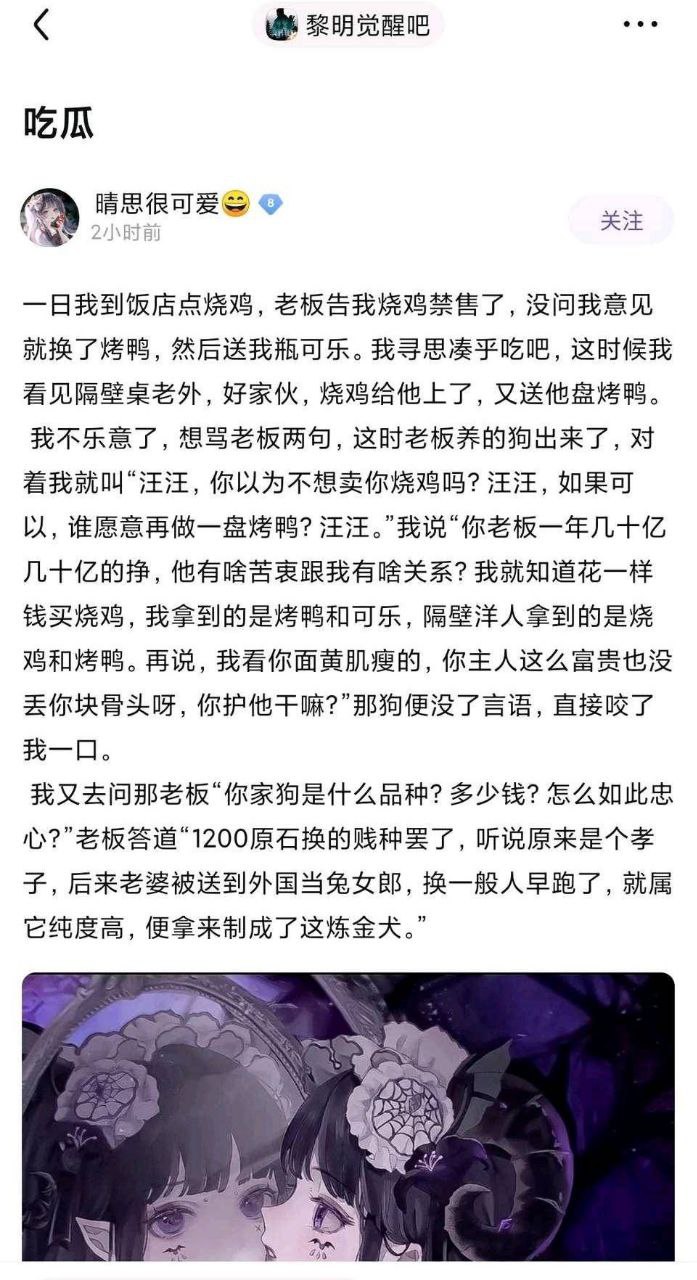 黎明觉醒吧
吃瓜
晴思很可爱😄 8
2小时前
关注
一日我到饭店点烧鸡，老板告我烧鸡禁售了，没问我意见
就换了烤鸭，然后送我瓶可乐。我寻思凑乎吃吧，这时候我
看见隔壁桌老外，好家伙，烧鸡给他上了，又送他盘烤鸭。
我不乐意了，想骂老板两句，这时老板养的狗出来了，对
着我就叫“汪汪，你以为不想卖你烧鸡吗？汪汪，如果可
以，谁愿意再做一盘烤鸭？汪汪。”我说“你老板一年几十亿
几十亿的挣，他有啥苦衷跟我有啥关系？我就知道花一样
钱买烧鸡，我拿到的是烤鸭和可乐，隔壁洋人拿到的是烧
鸡和烤鸭。再说，我看你面黄肌瘦的，你主人这么富贵也没
丢你块骨头呀，你护他干嘛？”那狗便没了言语，直接咬了
我一口。
我又去问那老板“你家狗是什么品种？多少钱？怎么如此忠
心？”老板答道“1200原石换的贱种罢了，听说原来是个孝
子，后来老婆被送到外国当兔女郎，换一般人早跑了，就属
它纯度高，便拿来制成了这炼金犬。”